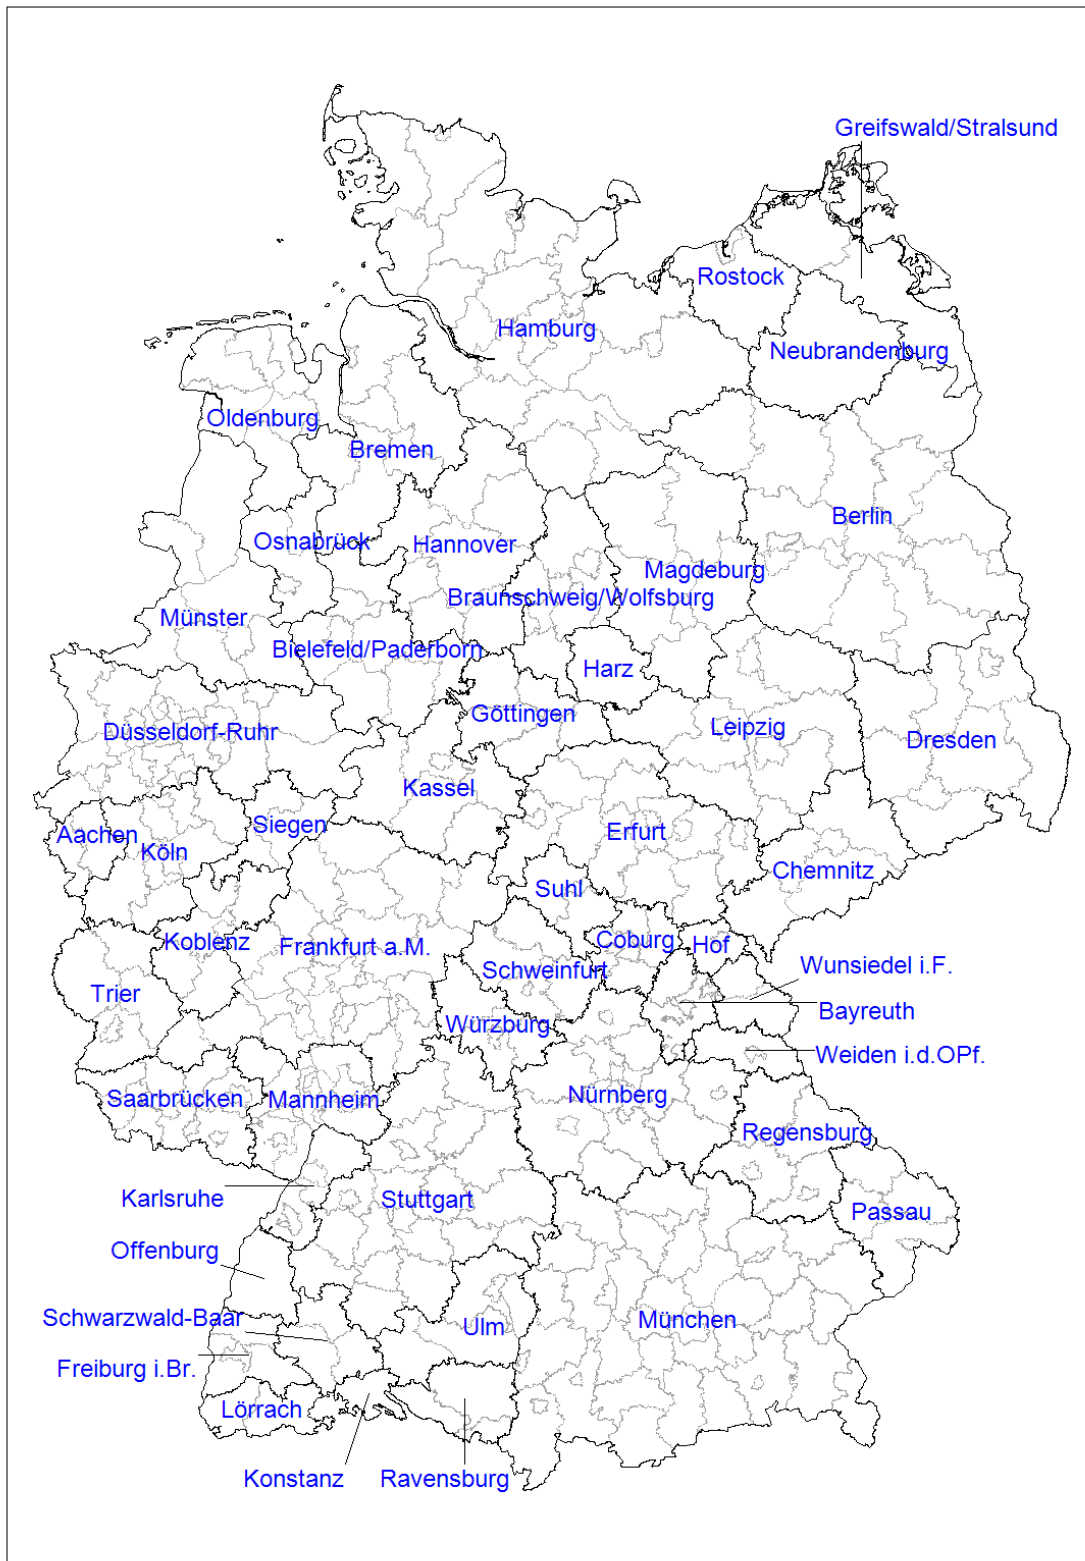 Greifswald/Stralsund
Rostock
Hamburg
Neubrandenburg
Oldenburg
Bremen
Berlin
Osnabrück
Hannover
Magdeburg
Braunschweig/Wolfsburg
Münster
Bielefeld/Paderborn
Harz
Göttingen
Leipzig
Düsseldorf-Ruhr
Dresden
Kassel
Siegen
Erfurt
Aachen
Köln
Chemnitz
Suhl
Koblenz
Frankfurt a.M.
Coburg
Hof
Schweinfurt
Wunsiedel i.F.
Trier
Bayreuth
Würzburg
Weiden i.d.OPf.
Saarbrücken
Mannheim
Nürnberg
Regensburg
Karlsruhe
Stuttgart
Passau
Offenburg
Schwarzwald-Baar
Ulm
München
Freiburg i.Br.
Lörrach
Konstanz
Ravensburg